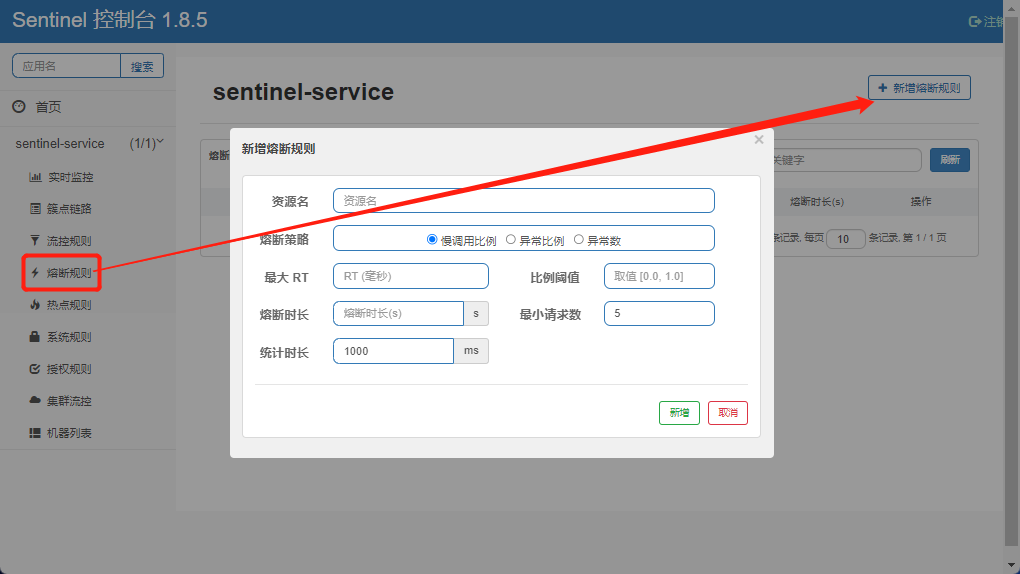 Sentinel 控制台 1.8.5
注销
应用名 搜索
首页
sentinel-service (1/1)
实时监控
簇点链路
流控规则
熔断规则
热点规则
系统规则
授权规则
集群流控
机器列表
sentinel-service
新增熔断规则
熔断
关键字 刷新
熔断时长(s) 操作
条记录, 每页 10 条记录, 第 1 / 1 页
新增熔断规则
×
资源名 资源名
熔断策略 慢调用比例 异常比例 异常数
最大 RT RT (毫秒) 比例阈值 取值 [0.0, 1.0]
熔断时长 熔断时长(s) s 最小请求数 5
统计时长 1000 ms
新增 取消